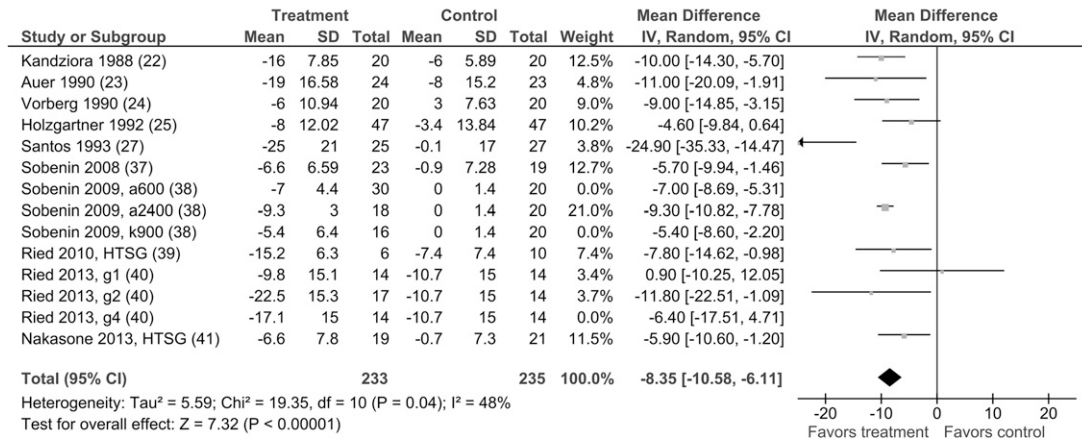 Treatment Control Mean Difference Mean Difference
Study or Subgroup Mean SD Total Mean SD Total Weight IV, Random, 95% CI IV, Random, 95% CI
Kandziora 1988 (22) -16 7.85 20 -6 5.89 20 12.5% -10.00 [-14.30, -5.70]
Auer 1990 (23) -19 16.58 24 -8 15.2 23 4.8% -11.00 [-20.09, -1.91]
Vorberg 1990 (24) -6 10.94 20 3 7.63 20 9.0% -9.00 [-14.85, -3.15]
Holzgartner 1992 (25) -8 12.02 47 -3.4 13.84 47 10.2% -4.60 [-9.84, 0.64]
Santos 1993 (27) -25 21 25 -0.1 17 27 3.8% -24.90 [-35.33, -14.47]
Sobenin 2008 (37) -6.6 6.59 23 -0.9 7.28 19 12.7% -5.70 [-9.94, -1.46]
Sobenin 2009, a600 (38) -7 4.4 30 0 1.4 20 0.0% -7.00 [-8.69, -5.31]
Sobenin 2009, a2400 (38) -9.3 3 18 0 1.4 20 21.0% -9.30 [-10.82, -7.78]
Sobenin 2009, k900 (38) -5.4 6.4 16 0 1.4 20 0.0% -5.40 [-8.60, -2.20]
Ried 2010, HTSG (39) -15.2 6.3 6 -7.4 7.4 10 7.4% -7.80 [-14.62, -0.98]
Ried 2013, g1 (40) -9.8 15.1 14 -10.7 15 14 3.4% 0.90 [-10.25, 12.05]
Ried 2013, g2 (40) -22.5 15.3 17 -10.7 15 14 3.7% -11.80 [-22.51, -1.09]
Ried 2013, g4 (40) -17.1 15 14 -10.7 15 14 0.0% -6.40 [-17.51, 4.71]
Nakasone 2013, HTSG (41) -6.6 7.8 19 -0.7 7.3 21 11.5% -5.90 [-10.60, -1.20]
Total (95% CI) 233 235 100.0% -8.35 [-10.58, -6.11]
Heterogeneity: Tau² = 5.59; Chi² = 19.35, df = 10 (P = 0.04); I² = 48%
Test for overall effect: Z = 7.32 (P < 0.00001)
-20 -10 0 10 20
Favors treatment Favors control